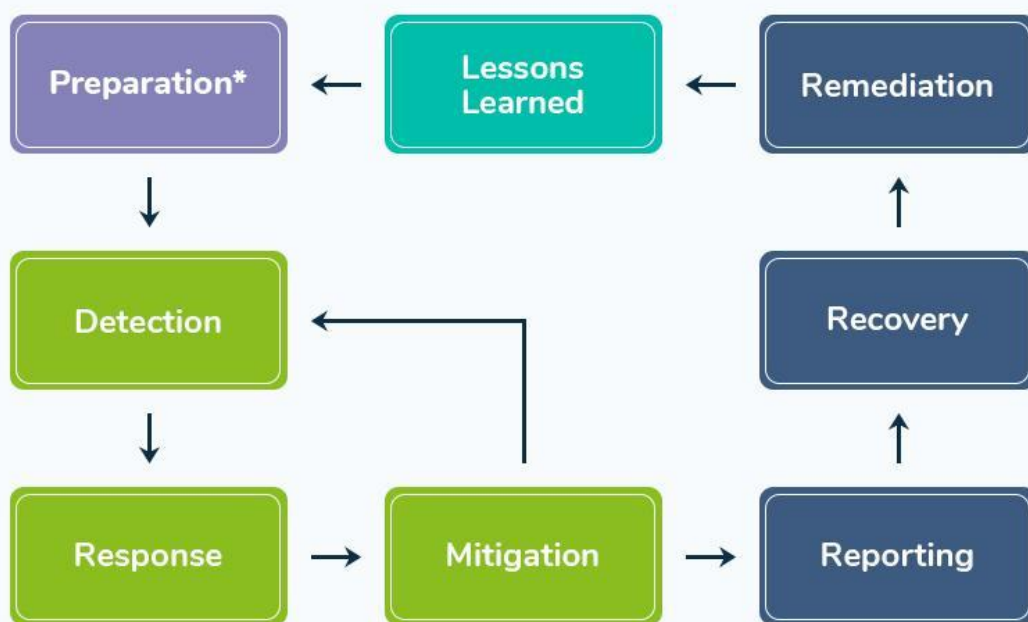 Preparation*
Lessons
Learned
Remediation
Detection
Recovery
Response
Mitigation
Reporting